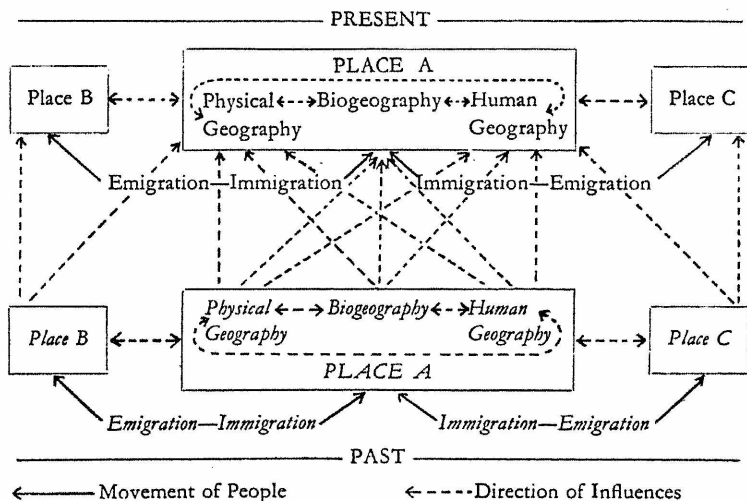 PRESENT
PLACE A
Place B
Physical Biogeography Human
Geography Geography
Place C
Emigration—Immigration Immigration—Emigration
Place B
Physical Biogeography Human
Geography Geography
PLACE A
Place C
Emigration—Immigration Immigration—Emigration
PAST
Movement of People Direction of Influences